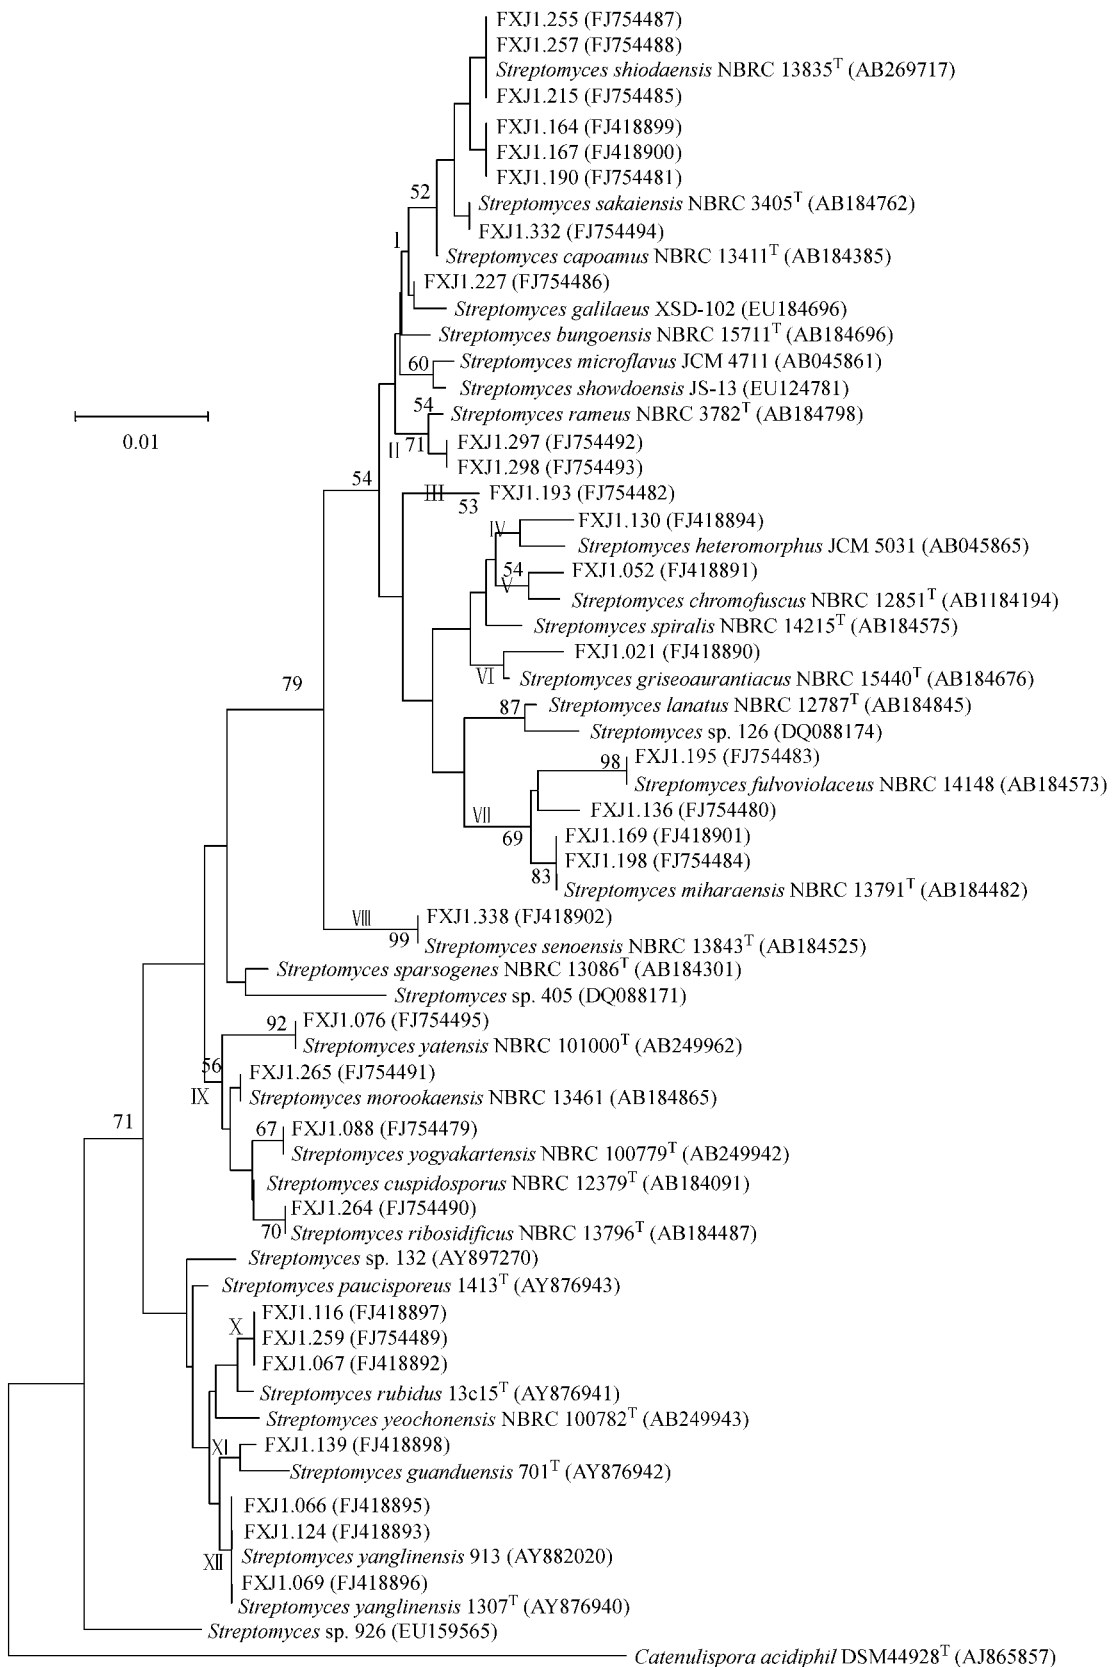 FXJ1.255 (FJ754487)
FXJ1.257 (FJ754488)
Streptomyces shiodaensis NBRC 13835T (AB269717)
FXJ1.215 (FJ754485)
FXJ1.164 (FJ418899)
FXJ1.167 (FJ418900)
FXJ1.190 (FJ754481)
52
Streptomyces sakaiensis NBRC 3405T (AB184762)
FXJ1.332 (FJ754494)
I
Streptomyces capoamus NBRC 13411T (AB184385)
FXJ1.227 (FJ754486)
Streptomyces galilaeus XSD-102 (EU184696)
Streptomyces bungoensis NBRC 15711T (AB184696)
60
Streptomyces microflavus JCM 4711 (AB045861)
Streptomyces showdoensis JS-13 (EU124781)
54
Streptomyces rameus NBRC 3782T (AB184798)
0.01
II
71
FXJ1.297 (FJ754492)
FXJ1.298 (FJ754493)
54
III
53
FXJ1.193 (FJ754482)
IV
FXJ1.130 (FJ418894)
Streptomyces heteromorphus JCM 5031 (AB045865)
54
V
FXJ1.052 (FJ418891)
Streptomyces chromofuscus NBRC 12851T (AB1184194)
Streptomyces spiralis NBRC 14215T (AB184575)
FXJ1.021 (FJ418890)
VI
Streptomyces griseoaurantiacus NBRC 15440T (AB184676)
79
87
Streptomyces lanatus NBRC 12787T (AB184845)
Streptomyces sp. 126 (DQ088174)
98
FXJ1.195 (FJ754483)
Streptomyces fulvoviolaceus NBRC 14148 (AB184573)
FXJ1.136 (FJ754480)
VII
69
FXJ1.169 (FJ418901)
FXJ1.198 (FJ754484)
83
Streptomyces miharaensis NBRC 13791T (AB184482)
VIII
FXJ1.338 (FJ418902)
99
Streptomyces senoensis NBRC 13843T (AB184525)
Streptomyces sparsogenes NBRC 13086T (AB184301)
Streptomyces sp. 405 (DQ088171)
92
FXJ1.076 (FJ754495)
Streptomyces yatensis NBRC 101000T (AB249962)
56
FXJ1.265 (FJ754491)
IX
Streptomyces morookaensis NBRC 13461 (AB184865)
71
67
FXJ1.088 (FJ754479)
Streptomyces yogyakartensis NBRC 100779T (AB249942)
Streptomyces cuspidosporus NBRC 12379T (AB184091)
FXJ1.264 (FJ754490)
70
Streptomyces ribosidificus NBRC 13796T (AB184487)
Streptomyces sp. 132 (AY897270)
Streptomyces paucisporeus 1413T (AY876943)
FXJ1.116 (FJ418897)
X
FXJ1.259 (FJ754489)
FXJ1.067 (FJ418892)
Streptomyces rubidus 13c15T (AY876941)
Streptomyces yeochonensis NBRC 100782T (AB249943)
XI
FXJ1.139 (FJ418898)
Streptomyces guanduensis 701T (AY876942)
FXJ1.066 (FJ418895)
FXJ1.124 (FJ418893)
XII
Streptomyces yanglinensis 913 (AY882020)
FXJ1.069 (FJ418896)
Streptomyces yanglinensis 1307T (AY876940)
Streptomyces sp. 926 (EU159565)
Catenulispora acidiphil DSM44928T (AJ865857)